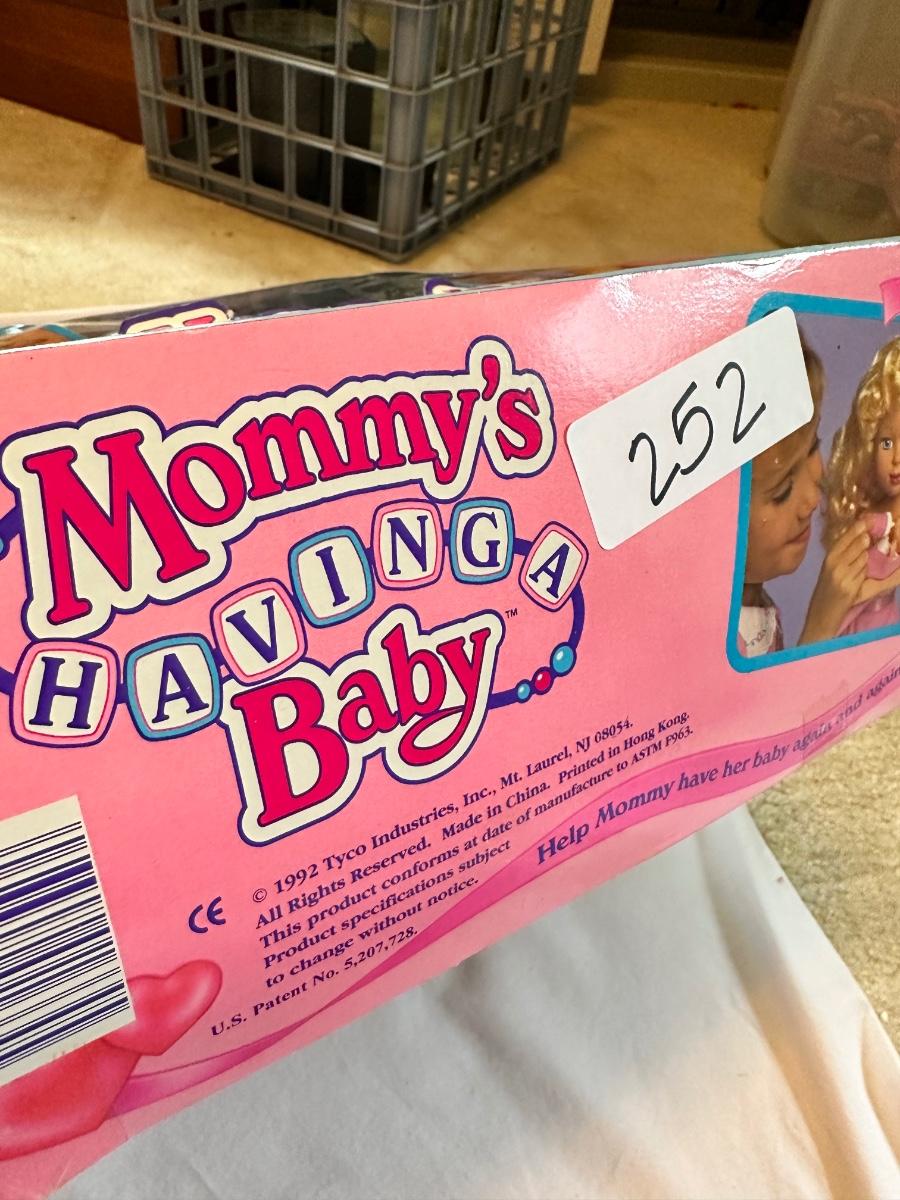 Mommy's
252
HAVING A
Baby™
© 1992 Tyco Industries, Inc., Mt. Laurel, NJ 08054.
All Rights Reserved. Made in China. Printed in Hong Kong.
This product conforms at date of manufacture to ASTM F963.
Product specifications subject
to change without notice.
U.S. Patent No. 5,207,728.
CE
Help Mommy have her baby again and again